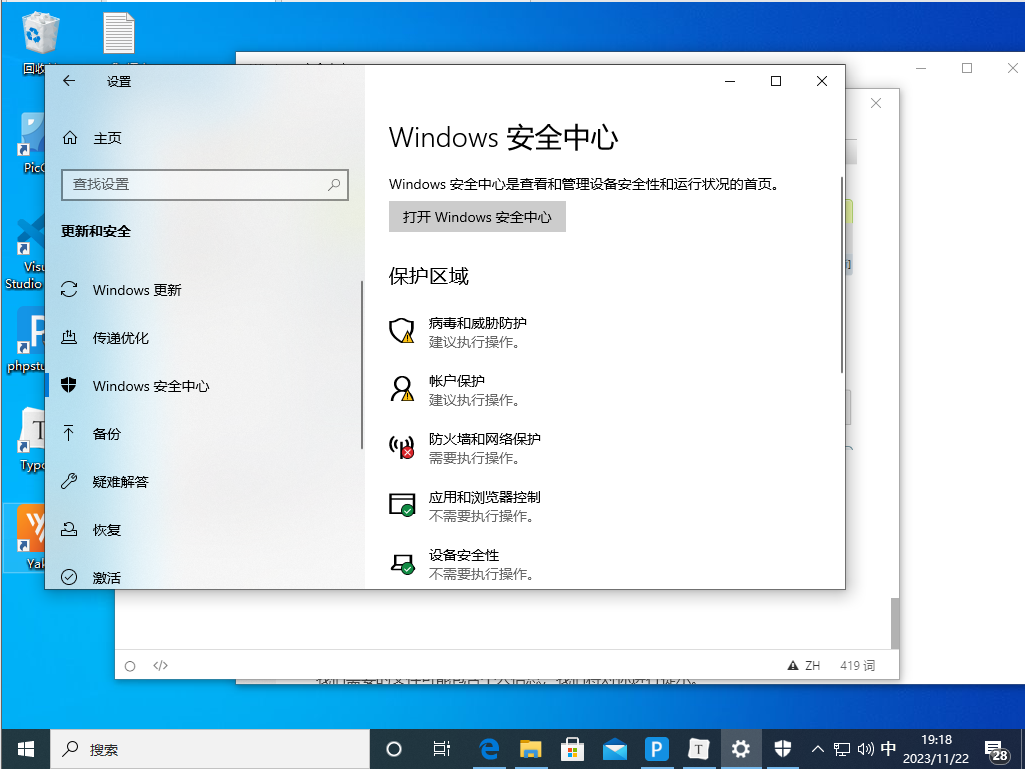 设置
主页
查找设置
更新和安全
Windows 更新
传递优化
Windows 安全中心
备份
疑难解答
恢复
激活
Windows 安全中心
Windows 安全中心是查看和管理设备安全性和运行状况的首页。
打开 Windows 安全中心
保护区域
病毒和威胁防护
建议执行操作。
帐户保护
建议执行操作。
防火墙和网络保护
需要执行操作。
应用和浏览器控制
不需要执行操作。
设备安全性
不需要执行操作。
Studio
ZH
419 词
搜索
中
19:18
2023/11/22
28